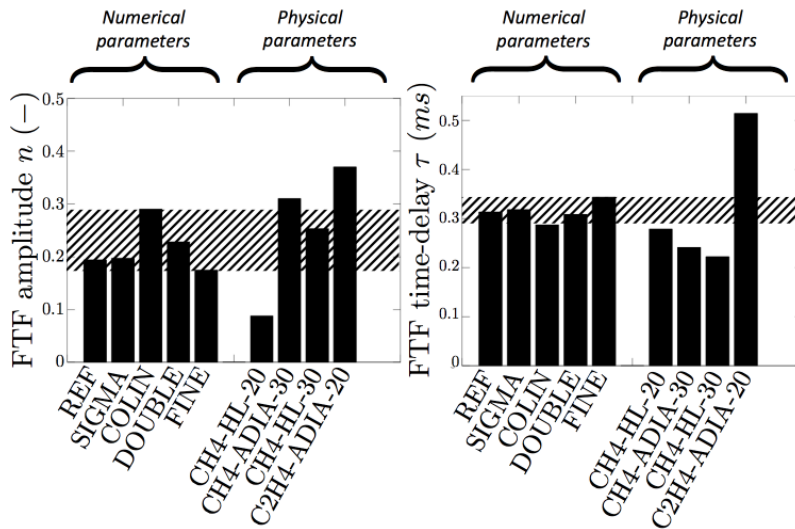 Numerical
parameters
Physical
parameters
FTF amplitude n (−)
0.5
0.4
0.3
0.2
0.1
0
REF
SIGMA
COLIN
DOUBLE
FINE
CH4-HL-20
CH4-ADIA-30
CH4-HL-30
C2H4-ADIA-20
Numerical
parameters
Physical
parameters
FTF time-delay τ (ms)
0.5
0.4
0.3
0.2
0.1
0.0
REF
SIGMA
COLIN
DOUBLE
FINE
CH4-HL-20
CH4-ADIA-30
CH4-HL-30
C2H4-ADIA-20